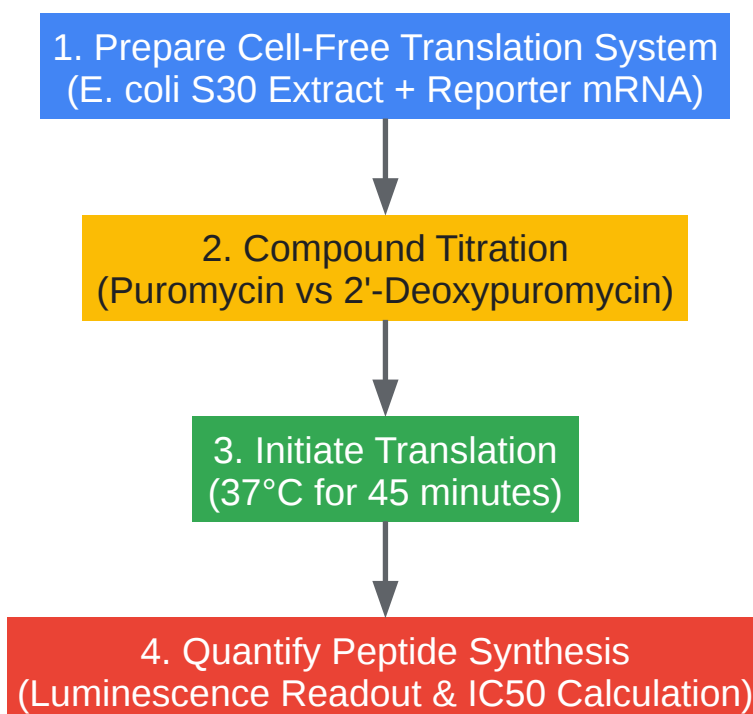 1. Prepare Cell-Free Translation System
(E. coli S30 Extract + Reporter mRNA)
2. Compound Titration
(Puromycin vs 2'-Deoxypuromycin)
3. Initiate Translation
(37°C for 45 minutes)
4. Quantify Peptide Synthesis
(Luminescence Readout & IC50 Calculation)